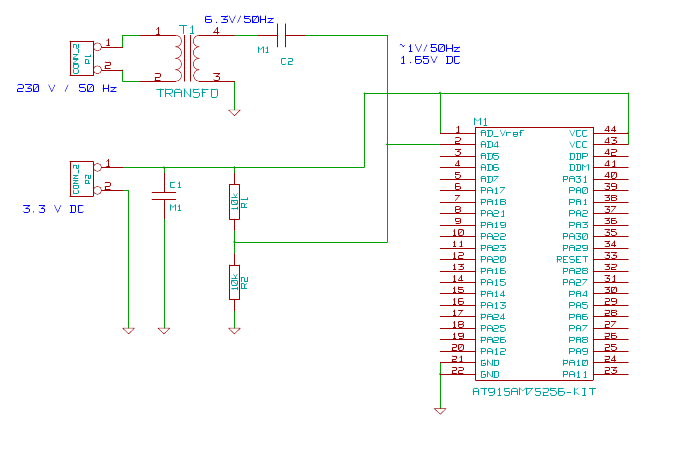 6.3V/50Hz
T1
1
4
CONN_2
P1
1
2
M1
C2
~1V/50Hz
1.65V DC
2
3
230 V / 50 Hz
TRANSFO
M1
1 AD_Vref VCC 44
2 AD4 VCC 43
3 AD5 DDP 42
4 AD6 DDM 41
5 AD7 PA31 40
6 PA17 PA0 39
7 PA18 PA1 38
8 PA21 PA2 37
9 PA19 PA3 36
10 PA22 PA30 35
11 PA23 PA29 34
12 PA20 RESET 33
13 PA16 PA28 32
14 PA15 PA27 31
15 PA14 PA4 30
16 PA13 PA5 29
17 PA24 PA6 28
18 PA25 PA7 27
19 PA26 PA8 26
20 PA12 PA9 25
21 GND PA10 24
22 GND PA11 23
AT91SAM7S256-KIT
CONN_2
P2
1
2
3.3 V DC
C1
M1
10k
R1
10k
R2